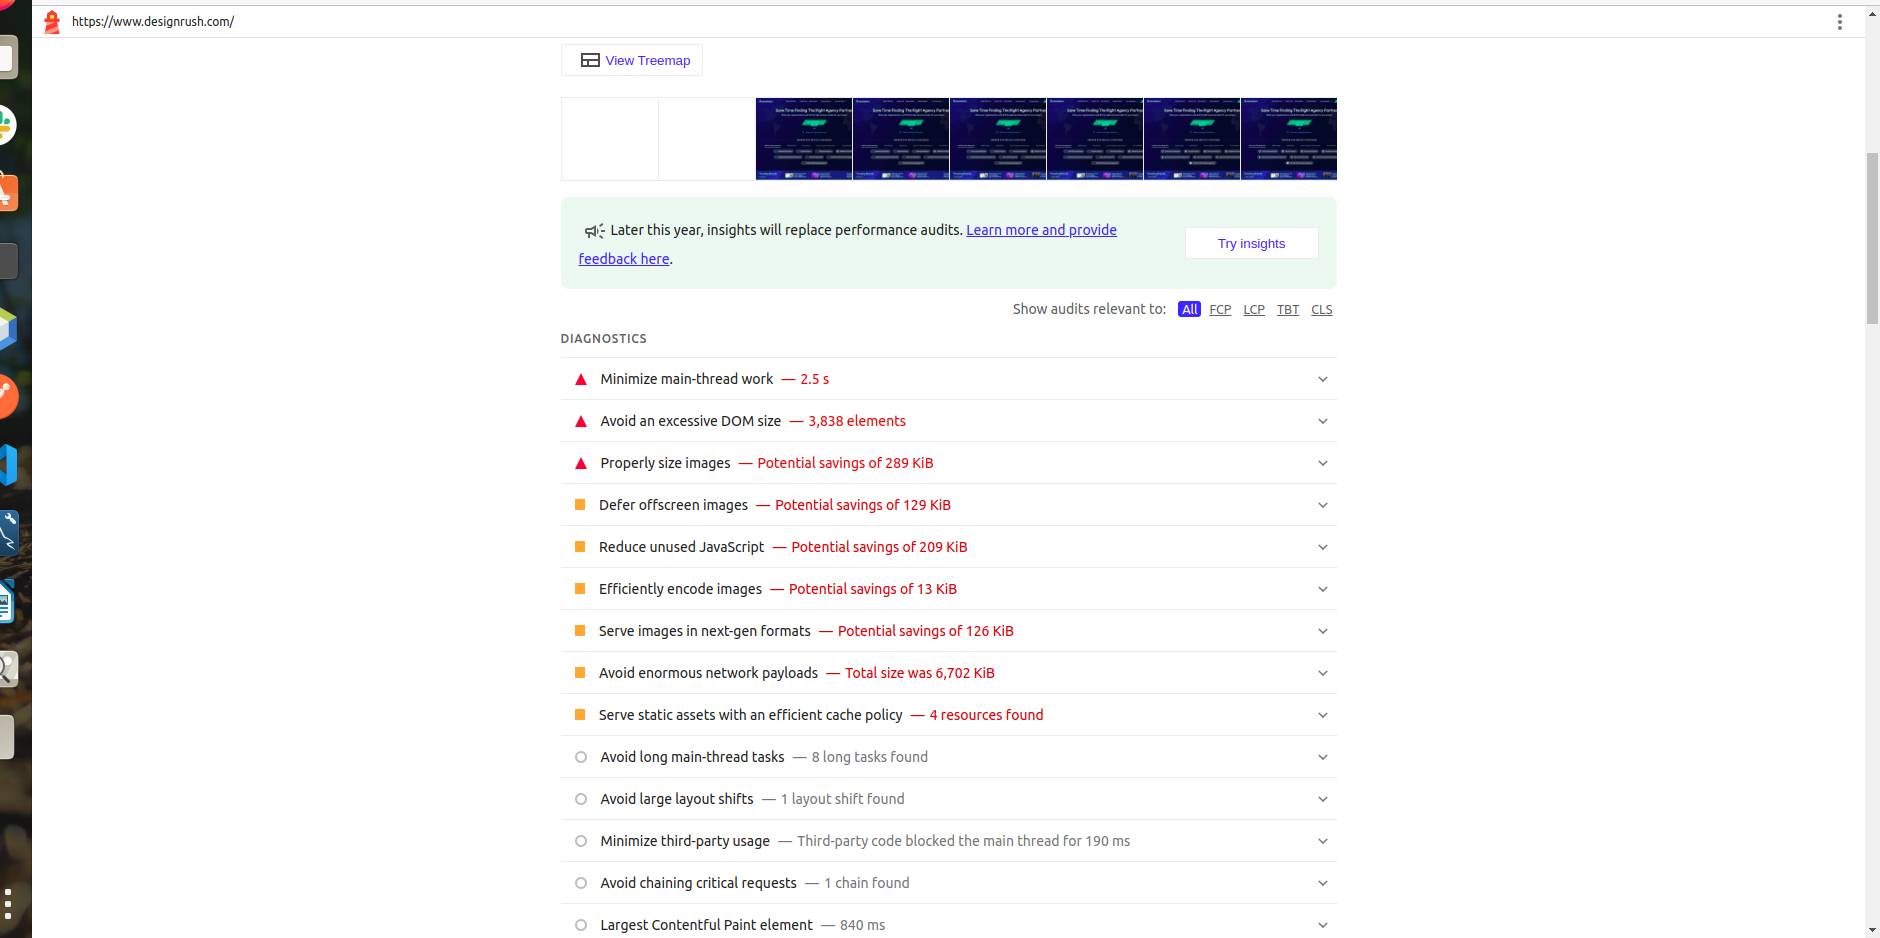 https://www.designrush.com/
View Treemap
Later this year, insights will replace performance audits. Learn more and provide
feedback here.
Try insights
Show audits relevant to: All FCP LCP TBT CLS
DIAGNOSTICS
Minimize main-thread work — 2.5 s
Avoid an excessive DOM size — 3,838 elements
Properly size images — Potential savings of 289 KiB
Defer offscreen images — Potential savings of 129 KiB
Reduce unused JavaScript — Potential savings of 209 KiB
Efficiently encode images — Potential savings of 13 KiB
Serve images in next-gen formats — Potential savings of 126 KiB
Avoid enormous network payloads — Total size was 6,702 KiB
Serve static assets with an efficient cache policy — 4 resources found
Avoid long main-thread tasks — 8 long tasks found
Avoid large layout shifts — 1 layout shift found
Minimize third-party usage — Third-party code blocked the main thread for 190 ms
Avoid chaining critical requests — 1 chain found
Largest Contentful Paint element — 840 ms